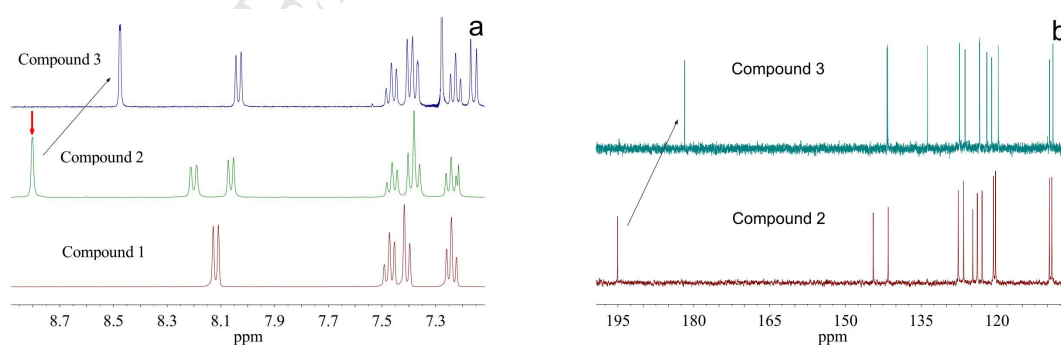 a
Compound 3
Compound 2
Compound 1
8.7 8.5 8.3 8.1 7.9 7.7 7.5 7.3
ppm
b
Compound 3
Compound 2
195 180 165 150 135 120
ppm